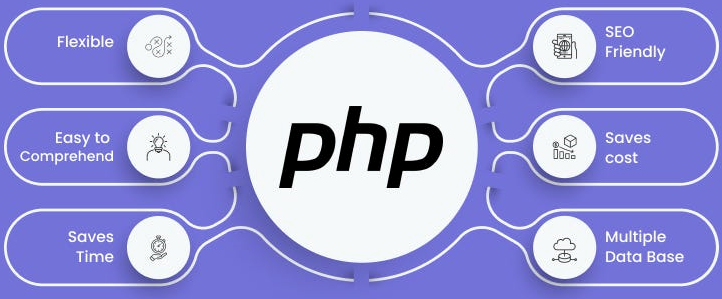 Flexible
Easy to
Comprehend
Saves
Time
php
SEO
Friendly
Saves
cost
Multiple
Data Base